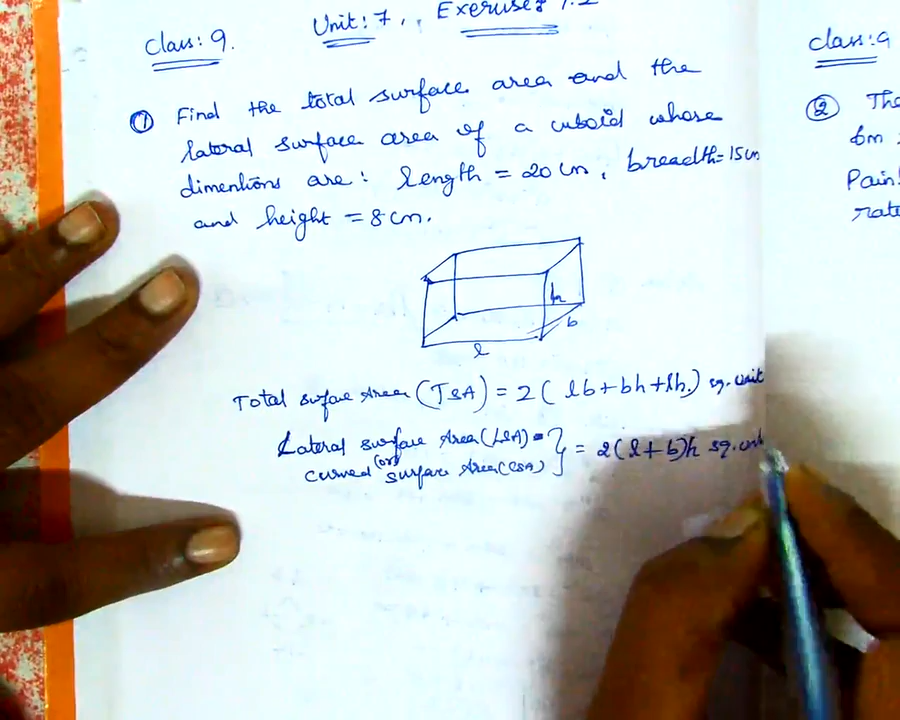 Class: 9.
Unit: 7, Exercise: 7.2
① Find the total surface area and the
lateral surface area of a cuboid whose
dimentions are: length = 20 cm, breadth = 15 cm
and height = 8 cm.
h
b
l
Total surface Area (TSA) = 2 ( lb + bh + lh.) sq. unit
Lateral surface Area (LSA) = } = 2 (l + b) h sq. unit
(or)
curved surface Area (CSA)
class: 9
② The
6m
Paint
rate